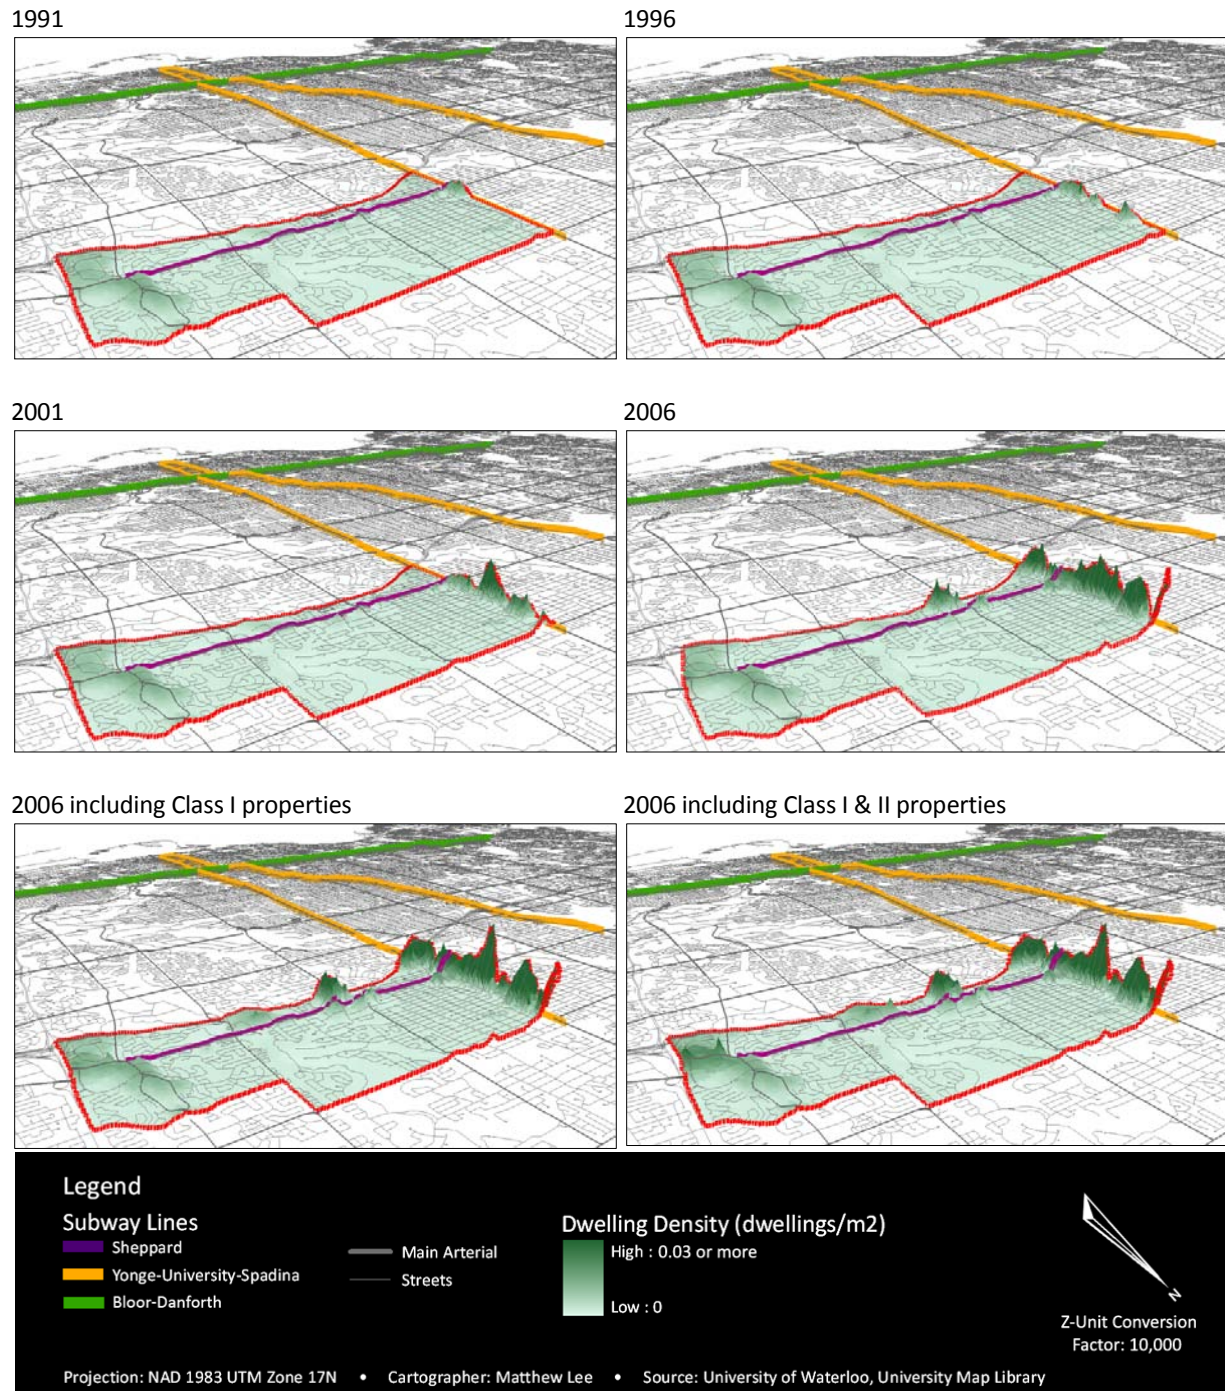 1991
1996
2001
2006
2006 including Class I properties
2006 including Class I & II properties
Legend
Subway Lines
Sheppard
Yonge-University-Spadina
Bloor-Danforth
Main Arterial
Streets
Dwelling Density (dwellings/m2)
High : 0.03 or more
Low : 0
N
Z-Unit Conversion
Factor: 10,000
Projection: NAD 1983 UTM Zone 17N • Cartographer: Matthew Lee • Source: University of Waterloo, University Map Library